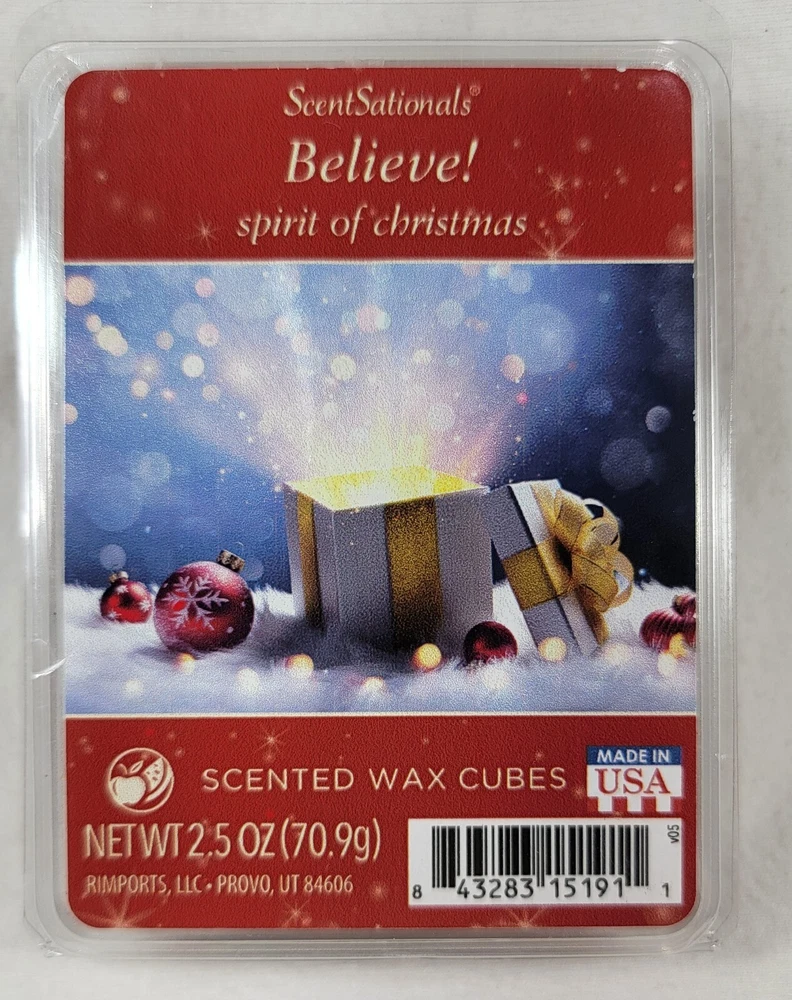 ScentSationals®
Believe!
spirit of christmas
SCENTED WAX CUBES
MADE IN
USA
NET WT 2.5 OZ (70.9g)
RIMPORTS, LLC • PROVO, UT 84606
8 43283 15191 1
v05